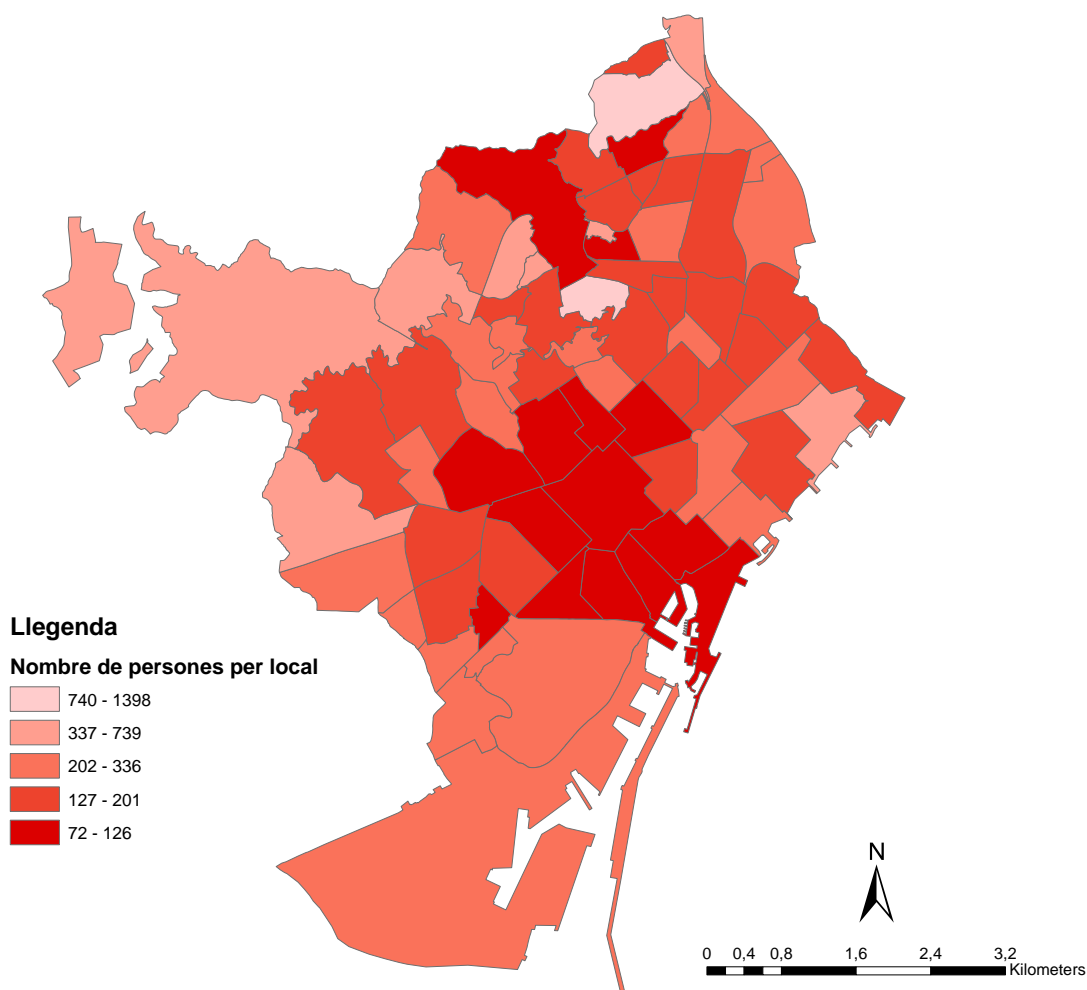 Llegenda
Nombre de persones per local
740 - 1398
337 - 739
202 - 336
127 - 201
72 - 126
N
0 0,4 0,8 1,6 2,4 3,2
Kilometers